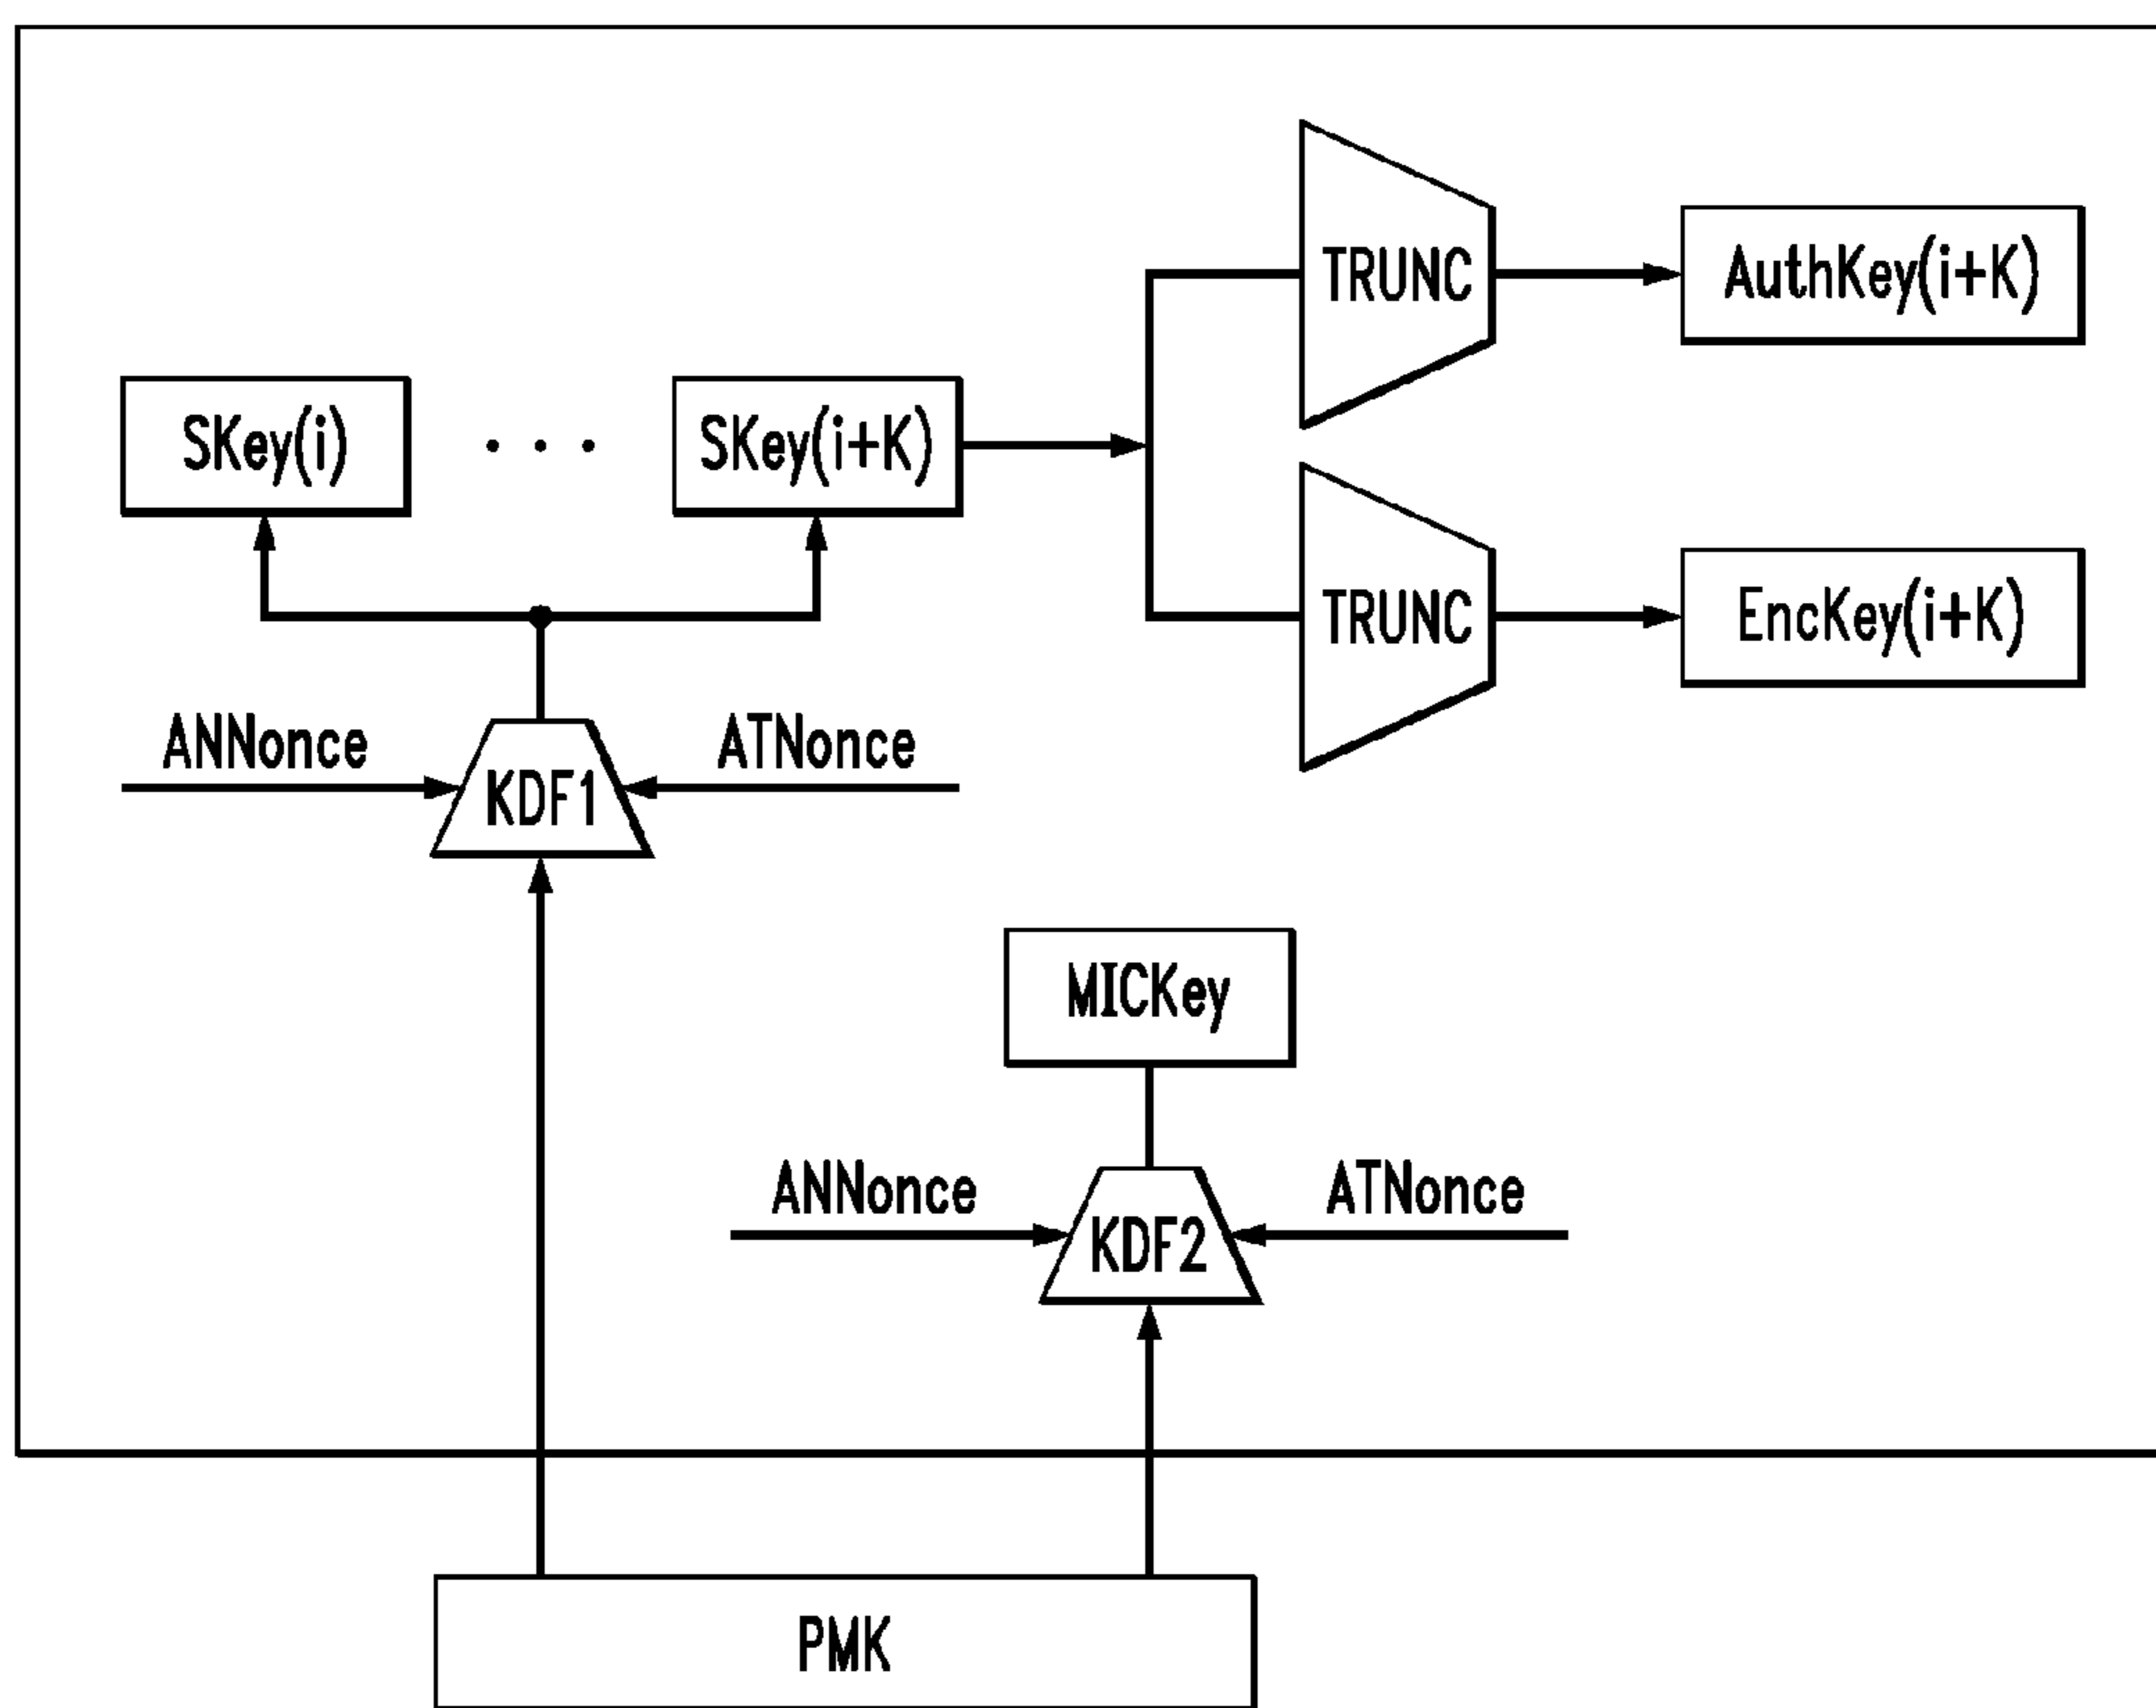 TRUNC
AuthKey(i+K)
SKey(i)
. . .
SKey(i+K)
TRUNC
EncKey(i+K)
ANNonce
ATNonce
KDF1
MICKey
ANNonce
ATNonce
KDF2
PMK